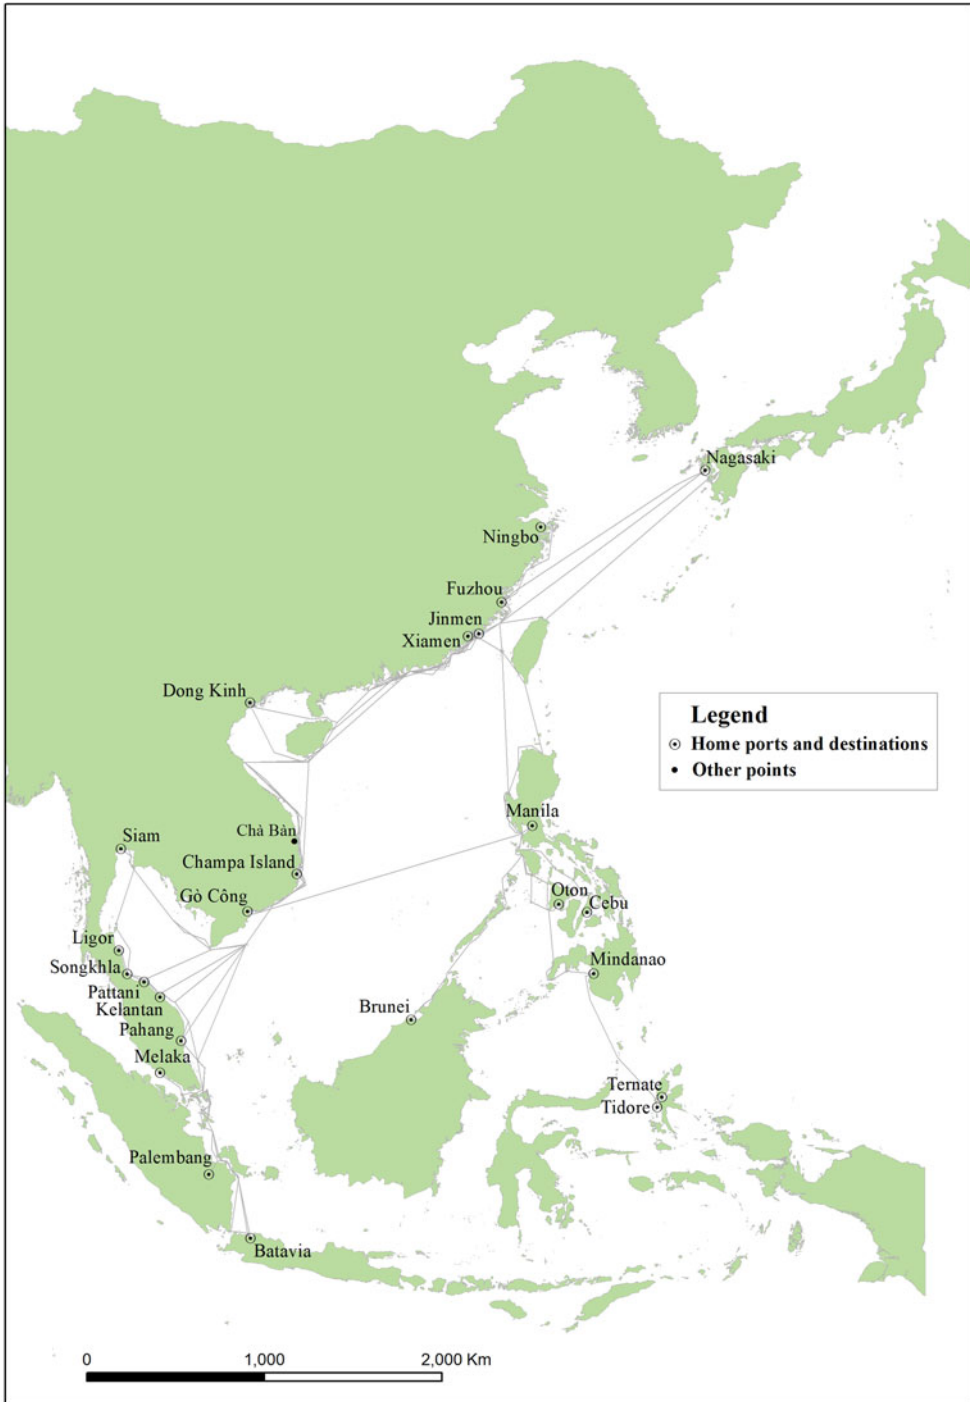 Nagasaki
Ningbo
Fuzhou
Jinmen
Xiamen
Dong Kinh
Legend
Home ports and destinations
Other points
Manila
Siam
Chà Bàn
Champa Island
Gò Công
Oton
Cebu
Ligor
Songkhla
Mindanao
Pattani
Kelantan
Brunei
Pahang
Melaka
Ternate
Tidore
Palembang
Batavia
0 1,000 2,000 Km